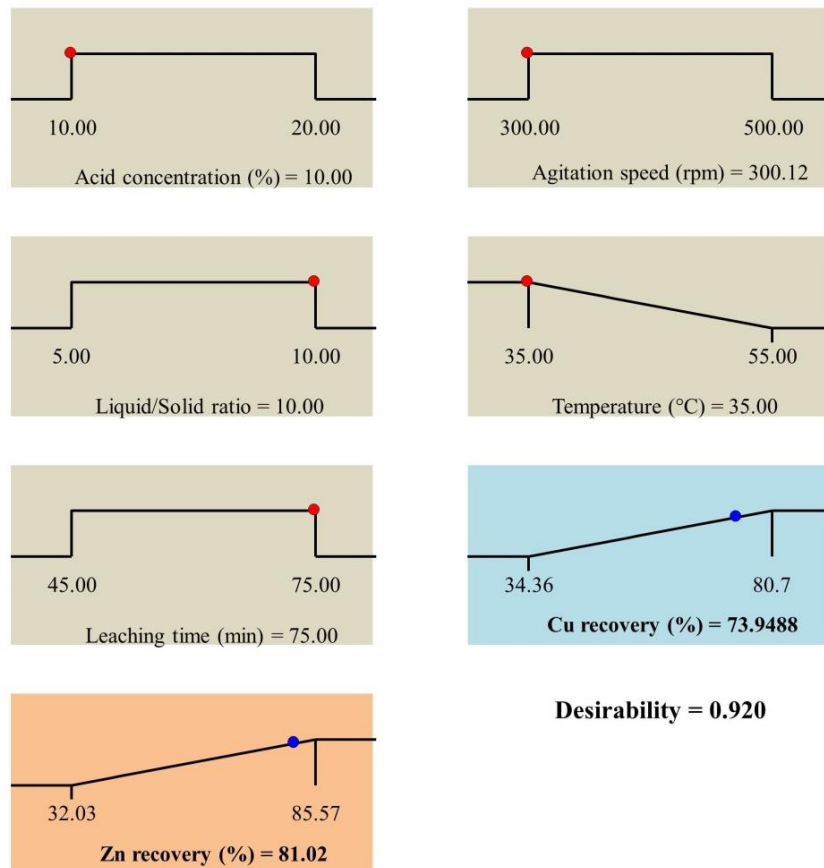 10.00 20.00
Acid concentration (%) = 10.00
300.00 500.00
Agitation speed (rpm) = 300.12
5.00 10.00
Liquid/Solid ratio = 10.00
35.00 55.00
Temperature (°C) = 35.00
45.00 75.00
Leaching time (min) = 75.00
34.36 80.7
Cu recovery (%) = 73.9488
32.03 85.57
Zn recovery (%) = 81.02
Desirability = 0.920